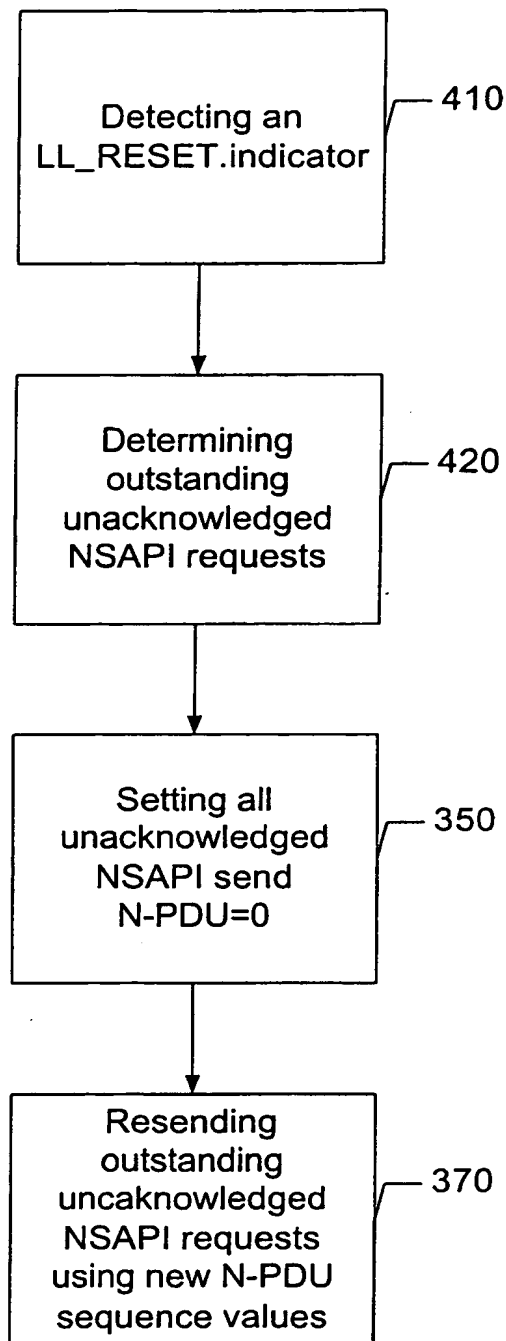 Detecting an
LL_RESET.indicator
410
Determining
outstanding
unacknowledged
NSAPI requests
420
Setting all
unacknowledged
NSAPI send
N-PDU=0
350
Resending
outstanding
uncaknowledged
NSAPI requests
using new N-PDU
sequence values
370